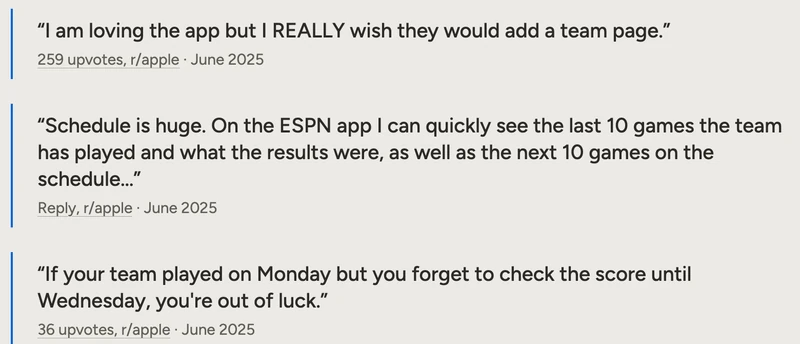 “I am loving the app but I REALLY wish they would add a team page.”
259 upvotes, r/apple · June 2025
“Schedule is huge. On the ESPN app I can quickly see the last 10 games the team
has played and what the results were, as well as the next 10 games on the
schedule...”
Reply, r/apple · June 2025
“If your team played on Monday but you forget to check the score until
Wednesday, you're out of luck.”
36 upvotes, r/apple · June 2025